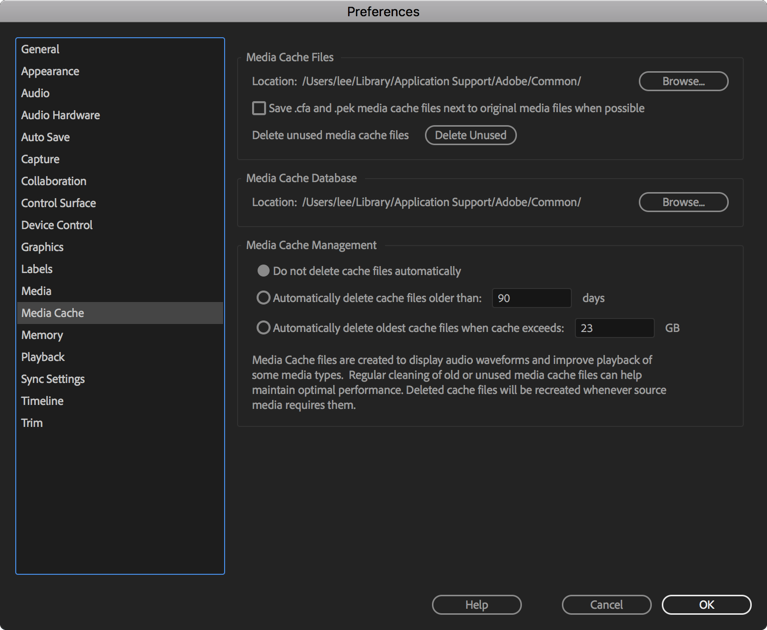 Preferences
General
Appearance
Audio
Audio Hardware
Auto Save
Capture
Collaboration
Control Surface
Device Control
Graphics
Labels
Media
Media Cache
Memory
Playback
Sync Settings
Timeline
Trim
Media Cache Files
Location: /Users/lee/Library/Application Support/Adobe/Common/ Browse...
Save .cfa and .pek media cache files next to original media files when possible
Delete unused media cache files Delete Unused
Media Cache Database
Location: /Users/lee/Library/Application Support/Adobe/Common/ Browse...
Media Cache Management
Do not delete cache files automatically
Automatically delete cache files older than: 90 days
Automatically delete oldest cache files when cache exceeds: 23 GB
Media Cache files are created to display audio waveforms and improve playback of
some media types. Regular cleaning of old or unused media cache files can help
maintain optimal performance. Deleted cache files will be recreated whenever source
media requires them.
Help Cancel OK